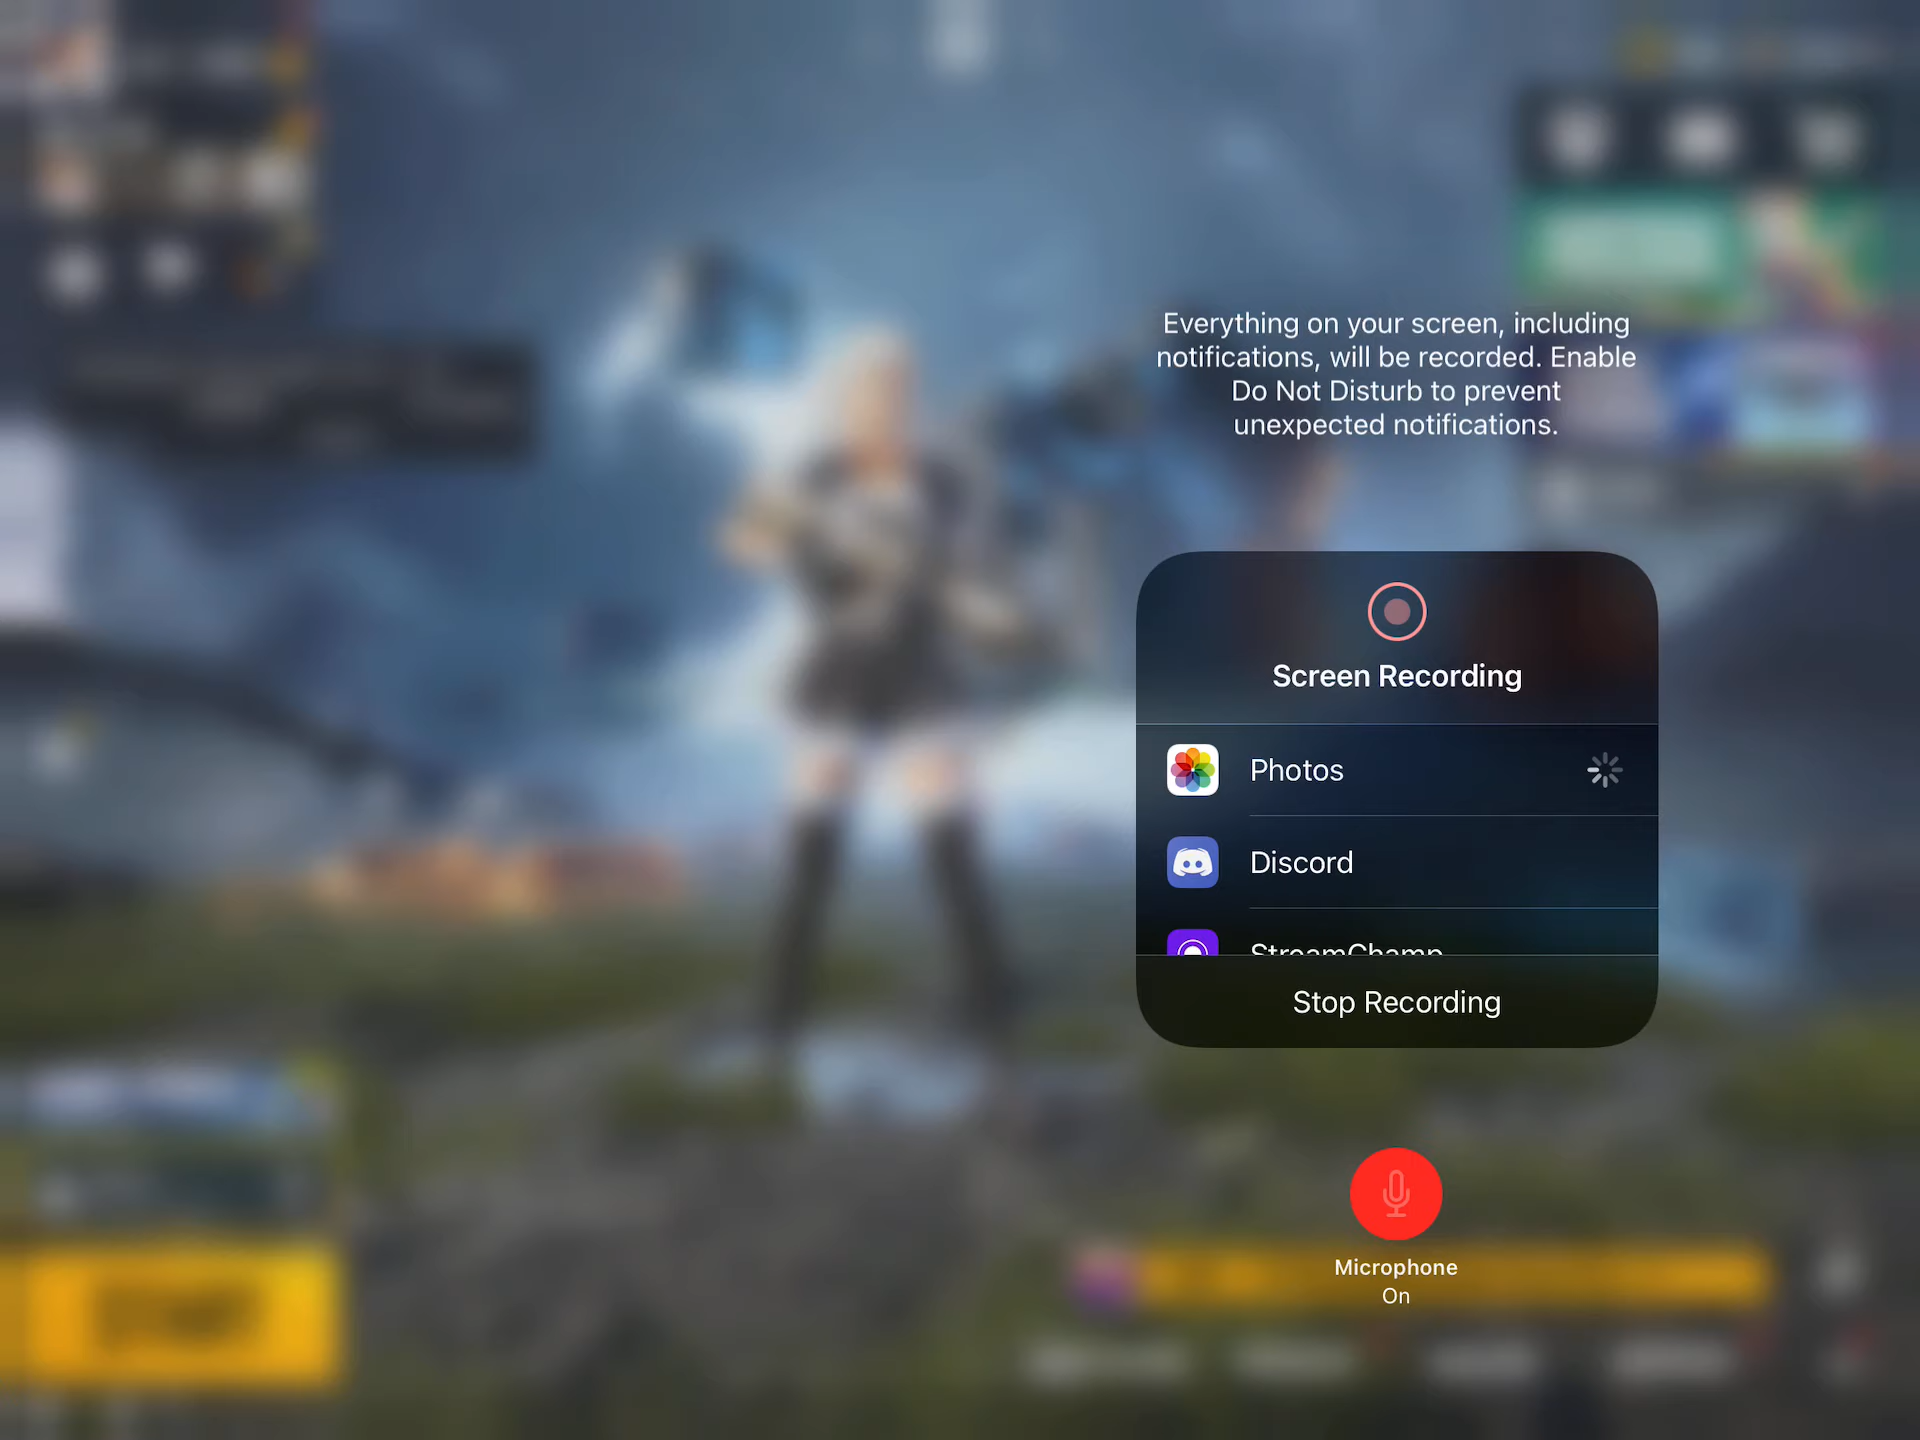 Everything on your screen, including
notifications, will be recorded. Enable
Do Not Disturb to prevent
unexpected notifications.
Screen Recording
Photos
Discord
StreamChamp
Stop Recording
Microphone
On